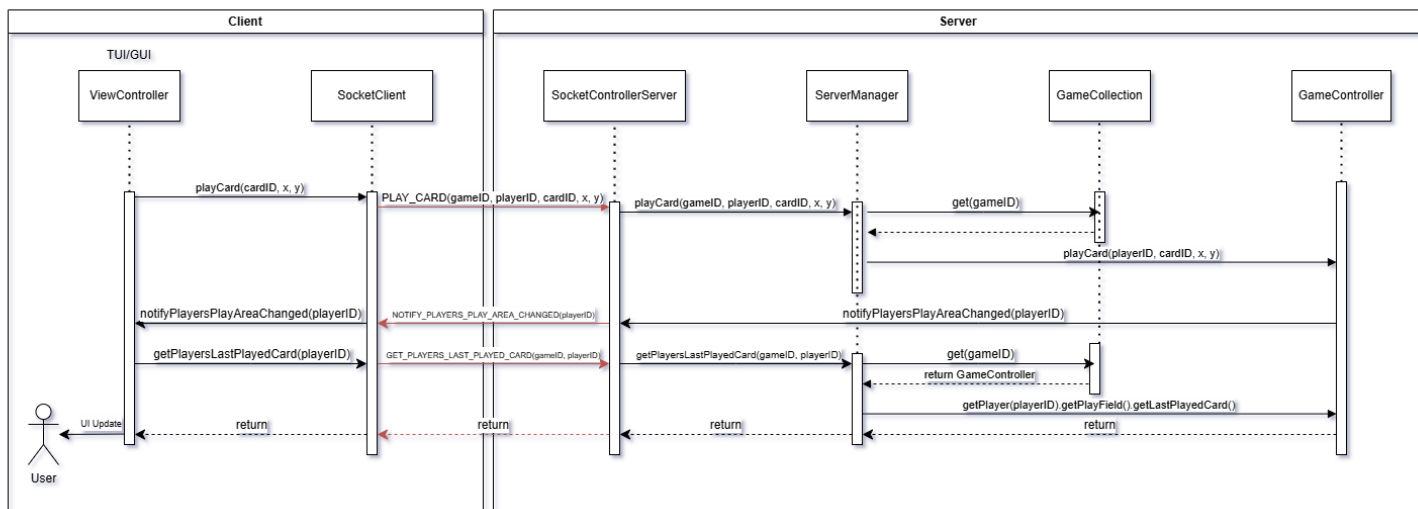 Client
Server
TUI/GUI
ViewController
SocketClient
SocketControllerServer
ServerManager
GameCollection
GameController
playCard(cardID, x, y)
PLAY_CARD(gameID, playerID, cardID, x, y)
playCard(gameID, playerID, cardID, x, y)
get(gameID)
playCard(playerID, cardID, x, y)
notifyPlayersPlayAreaChanged(playerID)
NOTIFY_PLAYERS_PLAY_AREA_CHANGED(playerID)
notifyPlayersPlayAreaChanged(playerID)
getPlayersLastPlayedCard(playerID)
GET_PLAYERS_LAST_PLAYED_CARD(gameID, playerID)
getPlayersLastPlayedCard(gameID, playerID)
get(gameID)
return GameController
getPlayer(playerID).getPlayField().getLastPlayedCard()
UI Update
return
return
return
return
User